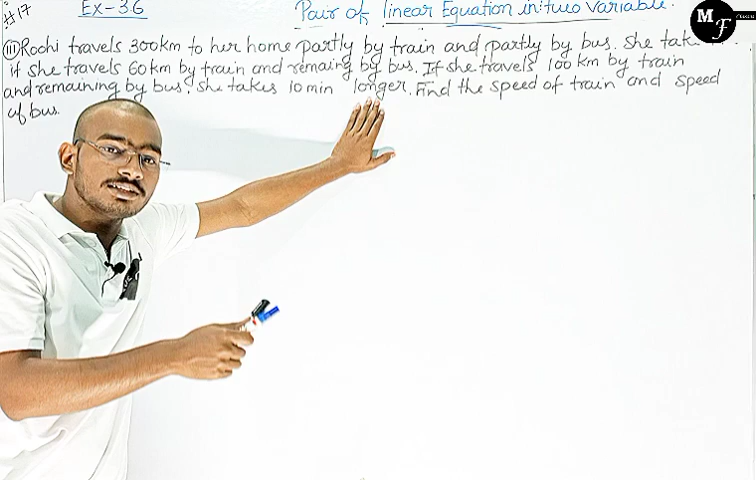 #17
Ex-3.6
Pair of linear Equation in two variable.
MF
(iii) Roohi travels 300km to her home partly by train and partly by bus. She tak
if she travels 60km by train and remaing by bus. If she travels 100 km by train
and remaining by bus, she takes 10 min longer. Find the speed of train and speed
of bus.